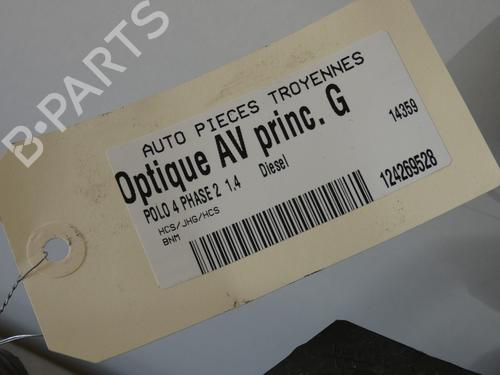 B-PARTS
AUTO PIECES TROYENNES
Optique AV princ. G
POLO 4 PHASE 2 1.4 Diesel 14359
HCS/JHG/HCS
BNM
124269528